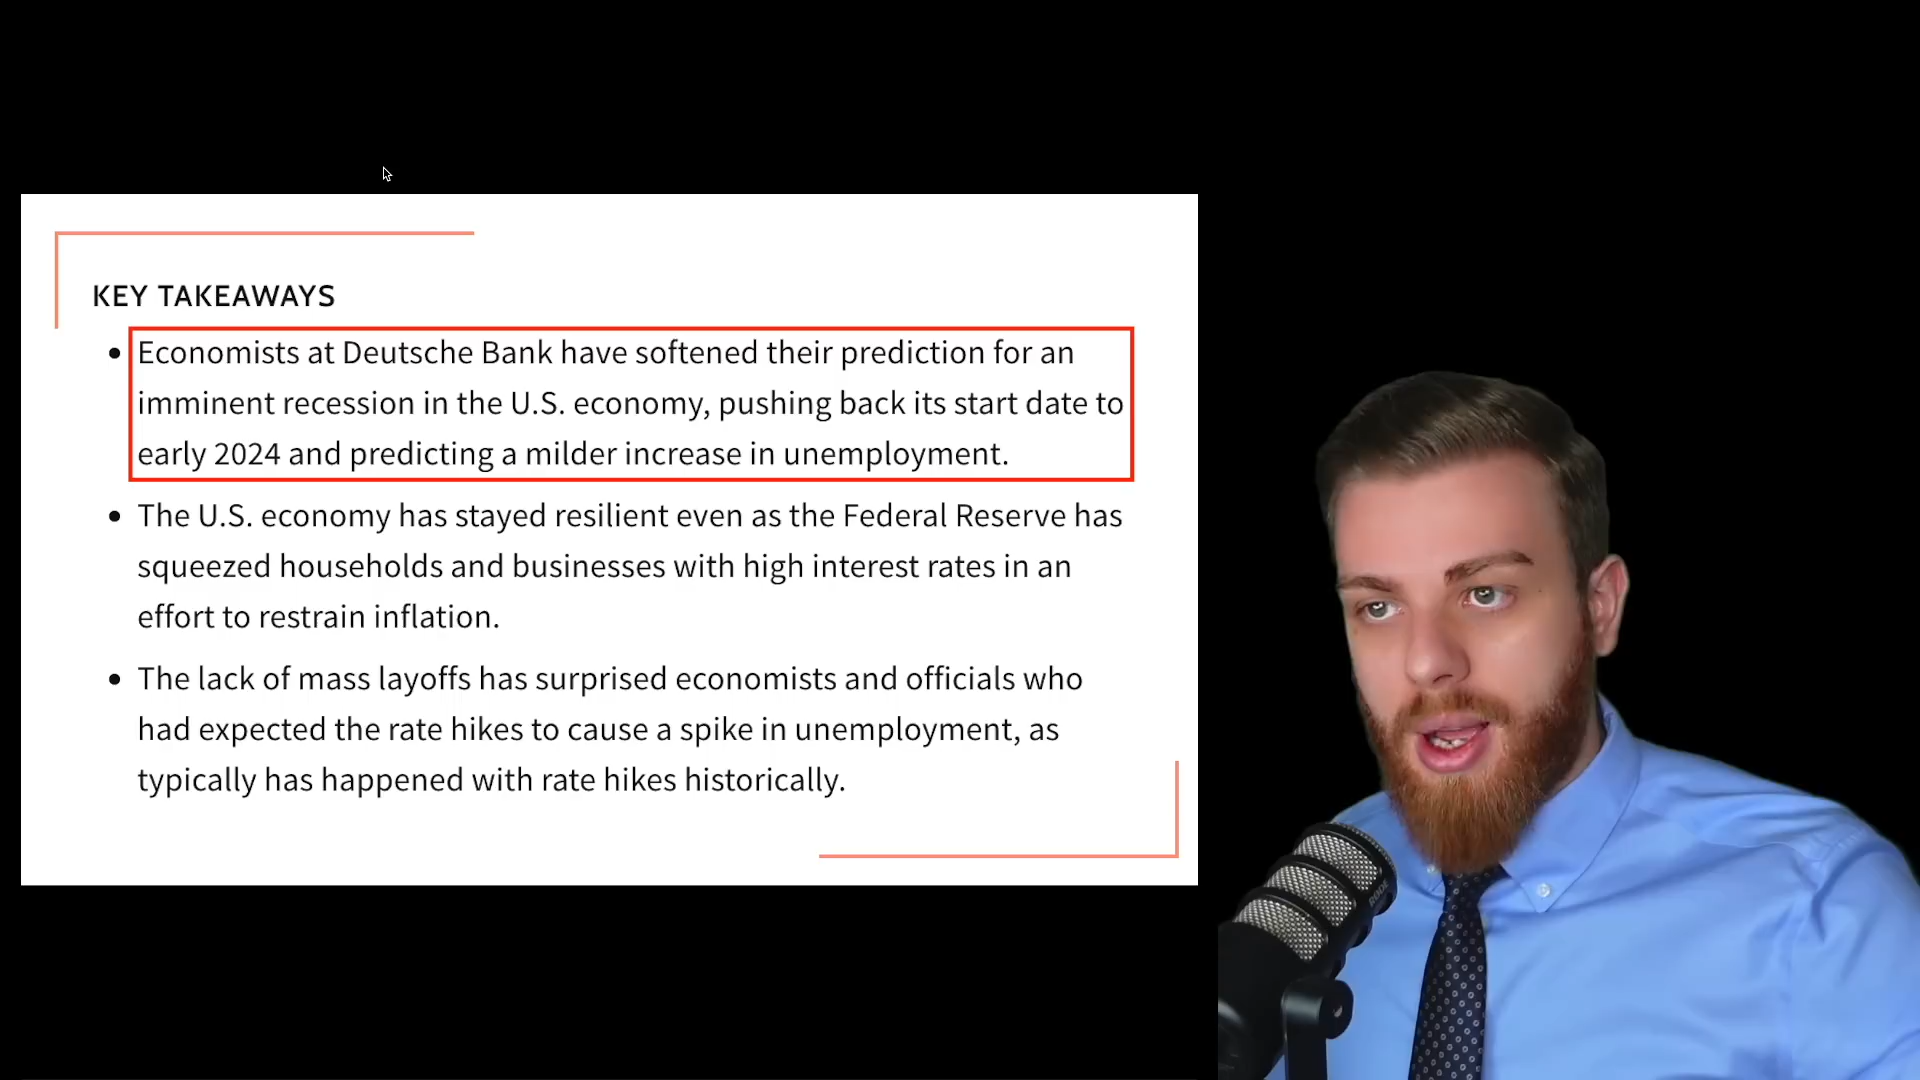 KEY TAKEAWAYS
• Economists at Deutsche Bank have softened their prediction for an
imminent recession in the U.S. economy, pushing back its start date to
early 2024 and predicting a milder increase in unemployment.
• The U.S. economy has stayed resilient even as the Federal Reserve has
squeezed households and businesses with high interest rates in an
effort to restrain inflation.
• The lack of mass layoffs has surprised economists and officials who
had expected the rate hikes to cause a spike in unemployment, as
typically has happened with rate hikes historically.
RØDE